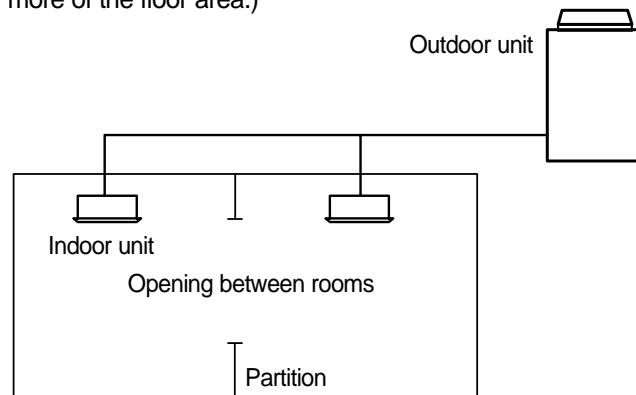 more of the floor area.)
Outdoor unit
Indoor unit
Opening between rooms
Partition